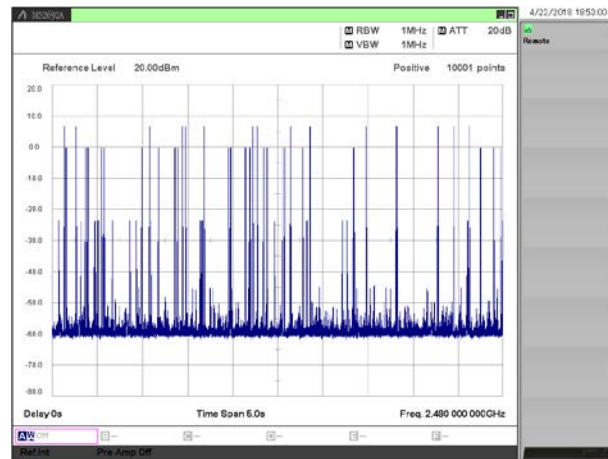 MS2692A
4/22/2018 18:53:00
M RBW 1MHz M ATT 20dB
M VBW 1MHz
Remote
Reference Level 20.00dBm Positive 10001 points
20.0
10.0
0.0
-10.0
-20.0
-30.0
-40.0
-50.0
-60.0
-70.0
-80.0
Delay 0s Time Span 5.0s Freq. 2.480 000 000GHz
Off
Ref.Int Pre-Amp Off